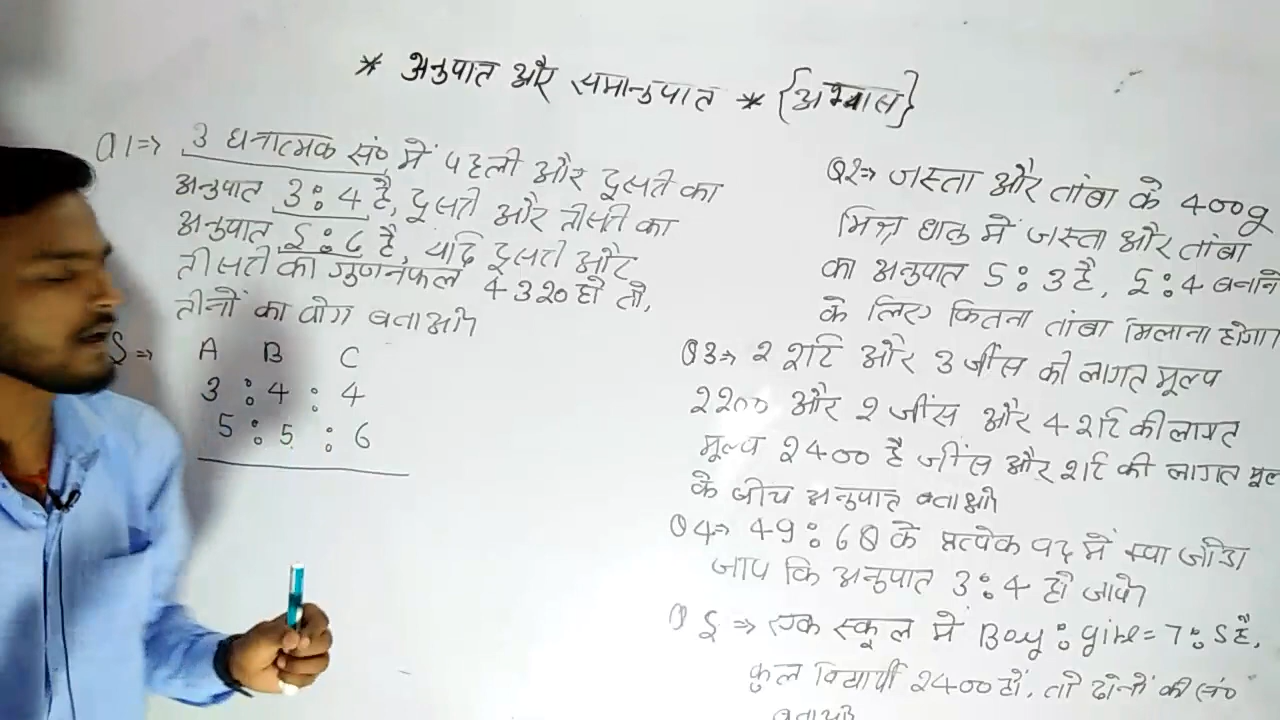 * अनुपात और समानुपात * {अभ्यास}
Q1⇒ 3 धनात्मक सं० में पहली और दूसरी का
अनुपात 3:4 है, दूसरी और तीसरी का
अनुपात 5:6 है, यदि दूसरी और
तीसरी का गुणनफल 4320 हो तो,
तीनों का योग बताओ।
S⇒ A B C
3 : 4 : 4
5 : 5 : 6
Q2⇒ जस्ता और तांबा के 400g
मिश्र धातु में जस्ता और तांबा
का अनुपात 5:3 है, 5:4 बनाने
के लिए कितना तांबा मिलाना होगा।
Q3⇒ 2 शर्ट और 3 जींस की लागत मूल्य
2200 और 2 जींस और 4 शर्ट की लागत
मूल्य 2400 है जींस और शर्ट की लागत मूल
के बीच अनुपात बताओ।
Q4⇒ 49:68 के प्रत्येक पद में क्या जोड़ा
जाय कि अनुपात 3:4 हो जाये।
Q5⇒ एक स्कूल में Boy:girl=7:5 है,
कुल विद्यार्थी 2400 हों, तो दोनों की सं०
बताओ।